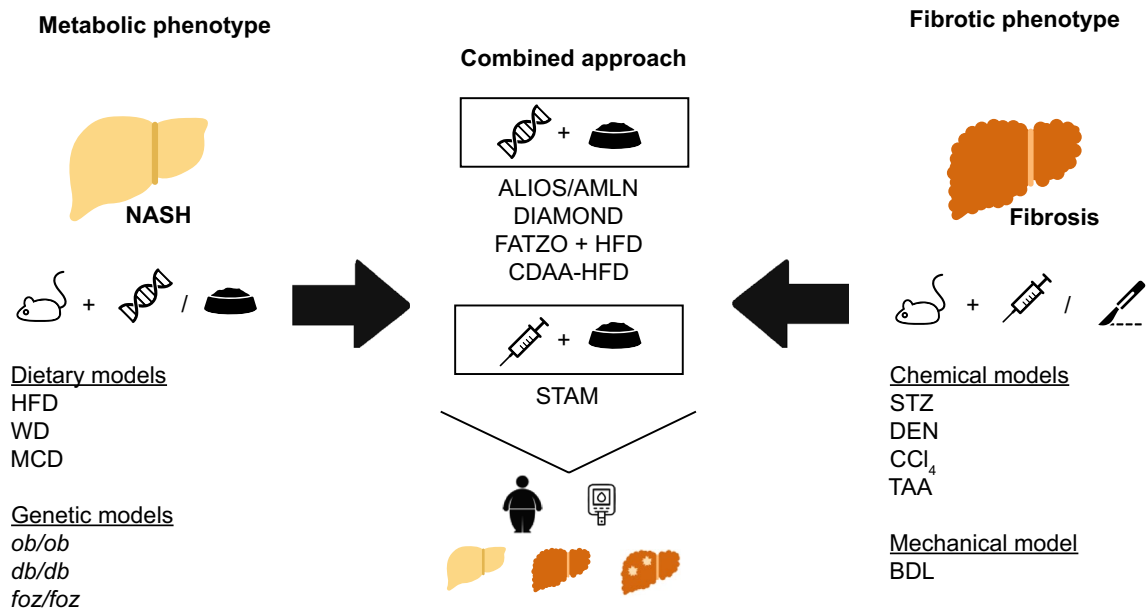 Metabolic phenotype
NASH
+ /
Dietary models
HFD
WD
MCD
Genetic models
ob/ob
db/db
foz/foz
Combined approach
+
ALIOS/AMLN
DIAMOND
FATZO + HFD
CDAA-HFD
+
STAM
Fibrotic phenotype
Fibrosis
+ /
Chemical models
STZ
DEN
CCl₄
TAA
Mechanical model
BDL